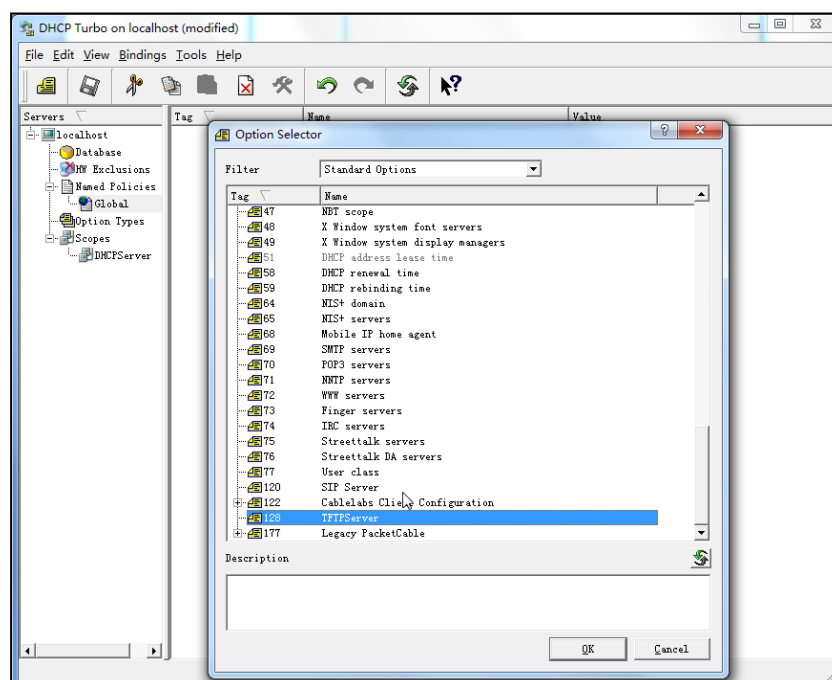 DHCP Turbo on localhost (modified)
File Edit View Bindings Tools Help
Servers Tag Name Value
localhost
Database
HW Exclusions
Named Policies
Global
Option Types
Scopes
DHCPServer
Option Selector
Filter Standard Options
Tag Name
47 NBT scope
48 X Window system font servers
49 X Window system display managers
51 DHCP address lease time
58 DHCP renewal time
59 DHCP rebinding time
64 NIS+ domain
65 NIS+ servers
68 Mobile IP home agent
69 SMTP servers
70 POP3 servers
71 NNTP servers
72 WWW servers
73 Finger servers
74 IRC servers
75 Streettalk servers
76 Streettalk DA servers
77 User class
120 SIP Server
122 Cablelabs Client Configuration
128 TFTPServer
177 Legacy PacketCable
Description
OK Cancel